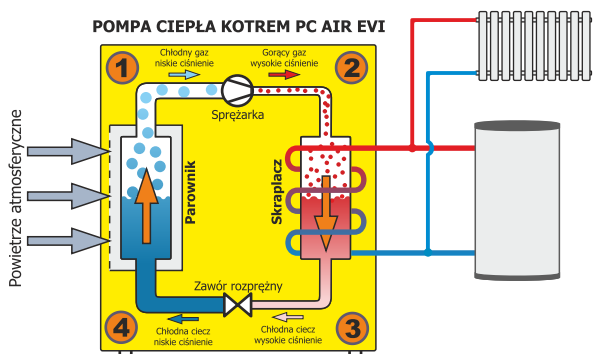 POMPA CIEPŁA KOTREM PC AIR EVI
1
Chłodny gaz
niskie ciśnienie
Gorący gaz
wysokie ciśnienie
2
Sprężarka
Powietrze atmosferyczne
Parownik
Skraplacz
Zawór rozprężny
4
Chłodna ciecz
niskie ciśnienie
Chłodna ciecz
wysokie ciśnienie
3